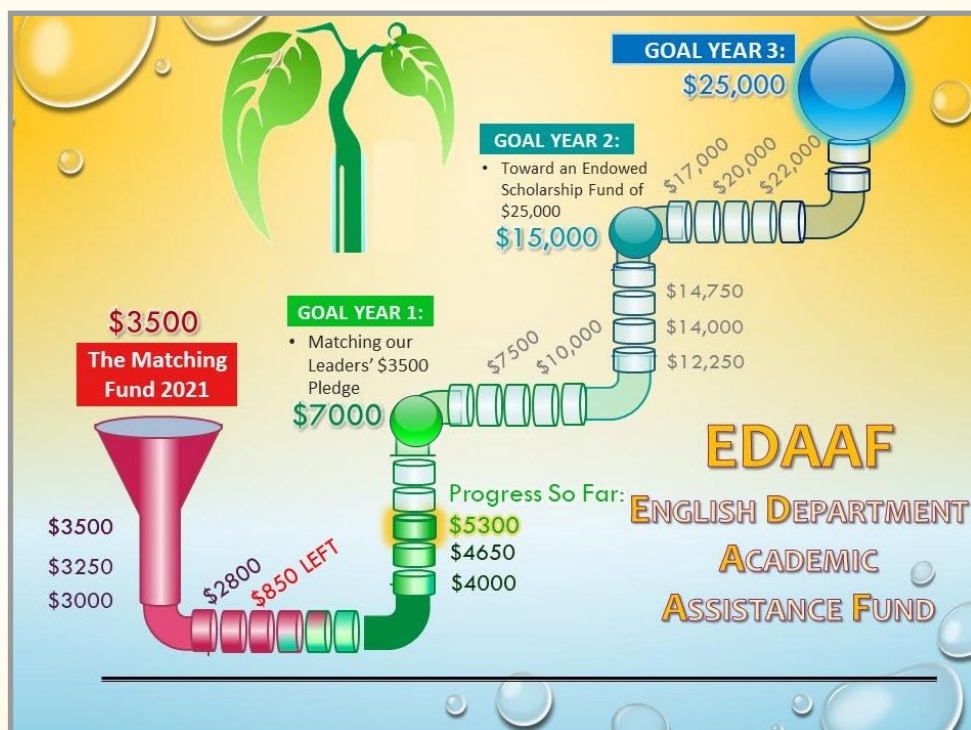 GOAL YEAR 3:
$25,000
GOAL YEAR 2:
• Toward an Endowed
Scholarship Fund of
$25,000
$15,000
$17,000
$20,000
$22,000
$14,750
$14,000
$12,250
GOAL YEAR 1:
• Matching our
Leaders' $3500
Pledge
$7000
$7500
$10,000
$3500
The Matching
Fund 2021
$3500
$3250
$3000
$2800
$850 LEFT
Progress So Far:
$5300
$4650
$4000
EDAAF
ENGLISH DEPARTMENT
ACADEMIC
ASSISTANCE FUND